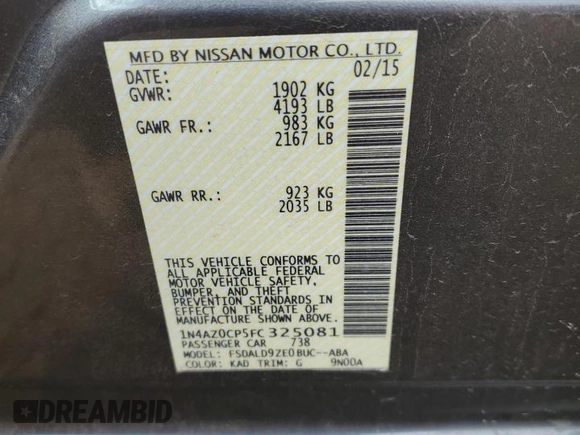 MFD BY NISSAN MOTOR CO., LTD.
DATE: 02/15
GVWR: 1902 KG
4193 LB
GAWR FR.: 983 KG
2167 LB
GAWR RR.: 923 KG
2035 LB
THIS VEHICLE CONFORMS TO
ALL APPLICABLE FEDERAL
MOTOR VEHICLE SAFETY,
BUMPER, AND THEFT
PREVENTION STANDARDS IN
EFFECT ON THE DATE OF
MANUFACTURE SHOWN ABOVE.
1N4AZ0CP5FC325081
PASSENGER CAR 738
MODEL: FSDALD9ZE0BUC--ABA
COLOR: KAD TRIM: G 9N00A
DREAMBID